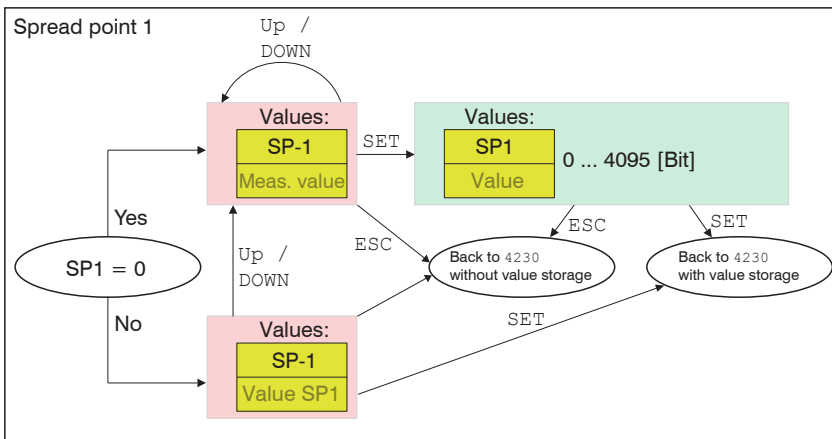 Spread point 1
Up /
DOWN
Values:
SP-1
Meas. value
SET
Values:
SP1
Value
0 ... 4095 [Bit]
Yes
SP1 = 0
No
Up /
DOWN
ESC
Back to 4230
without value storage
ESC
SET
Back to 4230
with value storage
Values:
SP-1
Value SP1
SET